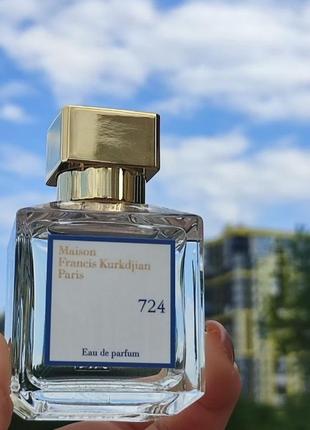 Maison
Francis Kurkdjian
Paris
724
Eau de parfum